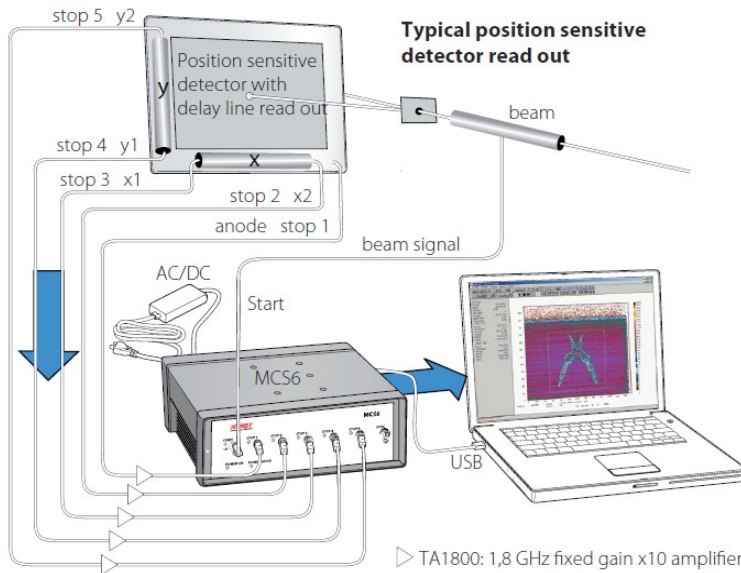 stop 5 y2
Typical position sensitive
detector read out
Position sensitive
detector with
delay line read out
y
beam
stop 4 y1
x
stop 3 x1
stop 2 x2
anode stop 1
beam signal
AC/DC
Start
MCS6
MCS6
USB
TA1800: 1,8 GHz fixed gain x10 amplifier